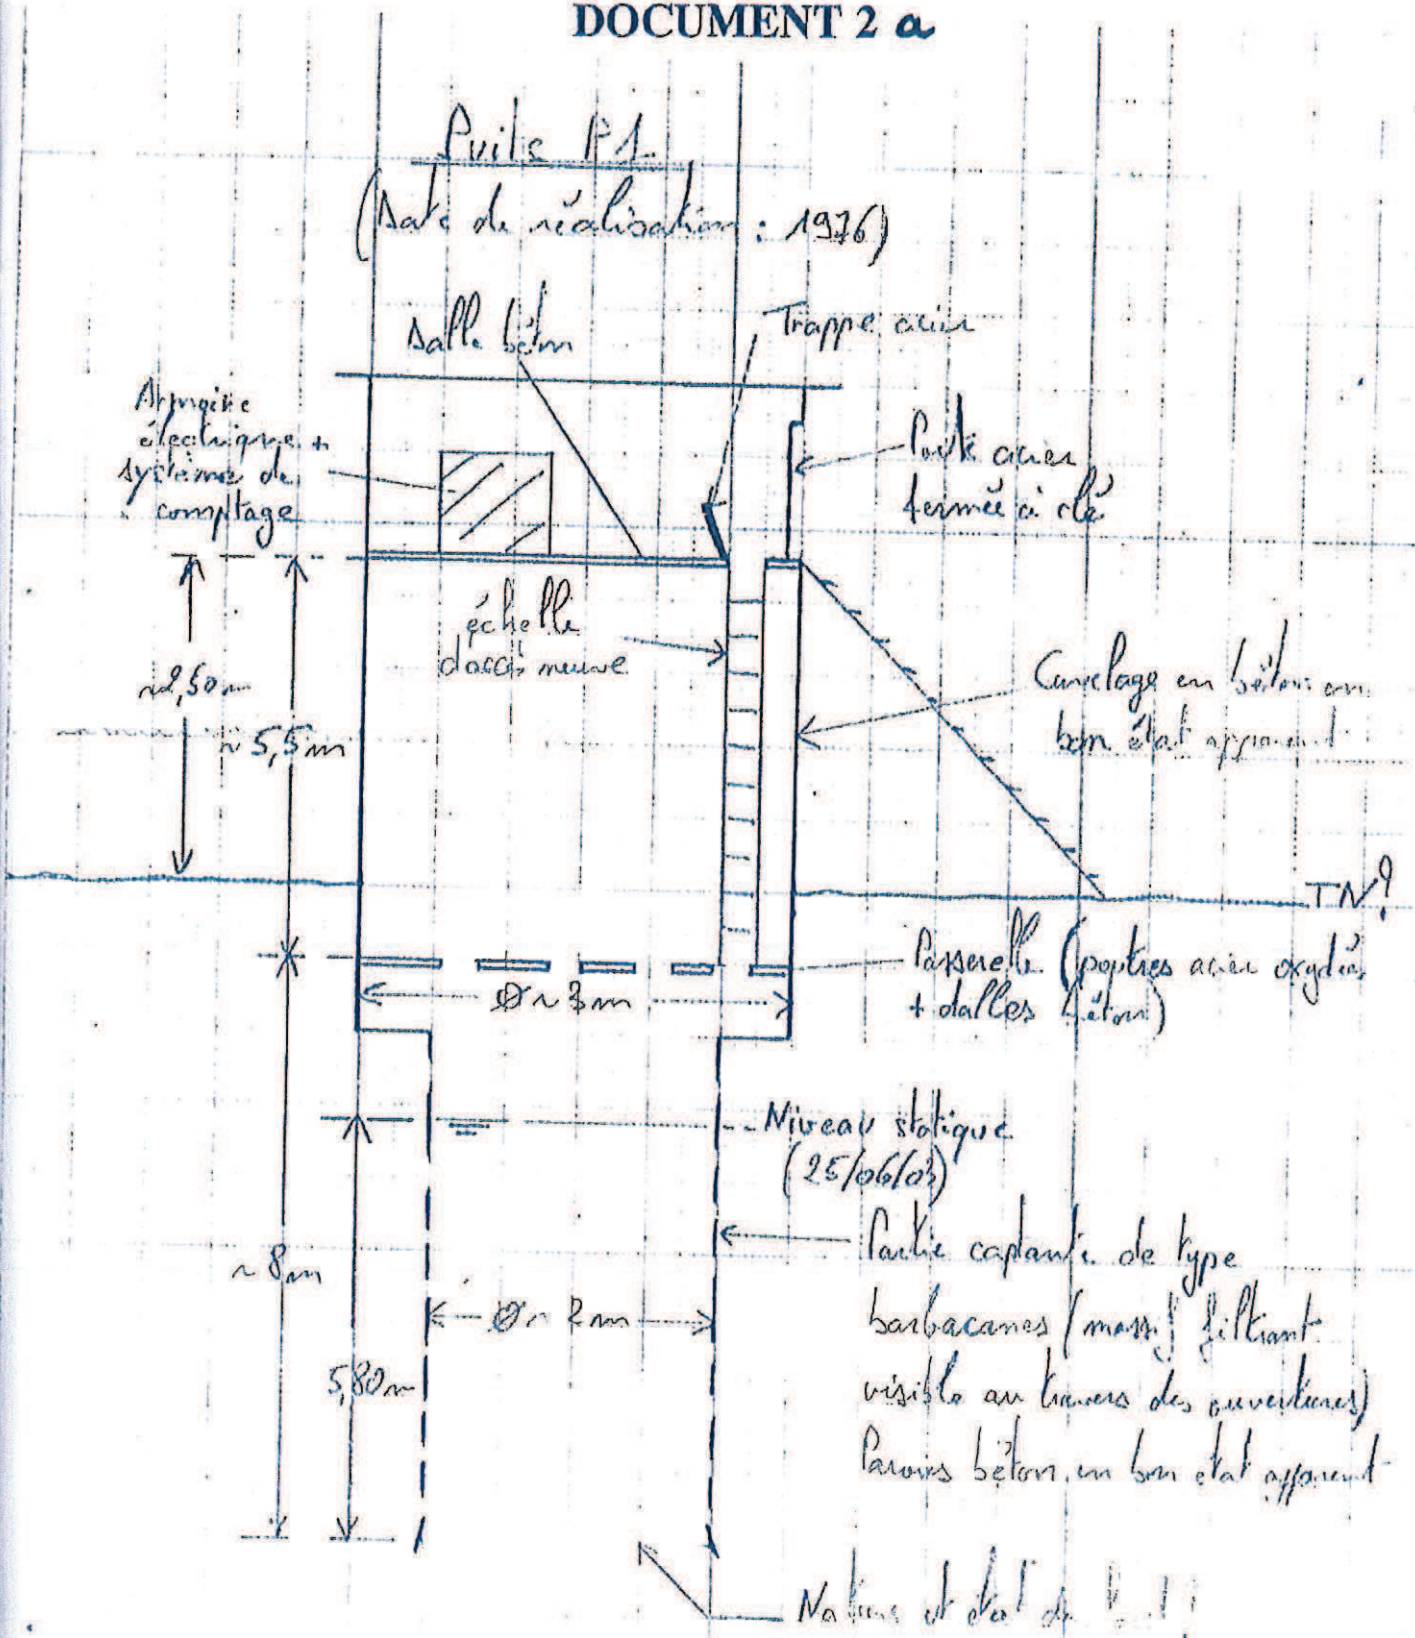 DOCUMENT 2 a
Puits P1
(Date de réalisation : 1976)
Dalle béton
Trappe acier
Armoire
électrique +
système de
comptage
Porte acier
fermée à clé
échelle
d'accès neuve
~2,50m
~5,5m
Cuvelage en béton en
bon état apparent
TN?
Passerelle (poutres acier oxydées
+ dalles béton)
Ø ~ 3m
Niveau statique
(25/06/03)
Partie captante de type
barbacanes (massif filtrant
visible au travers des ouvertures)
Parois béton en bon état apparent
~ 8m
Ø ~ 2m
5,80m
Nature et état du